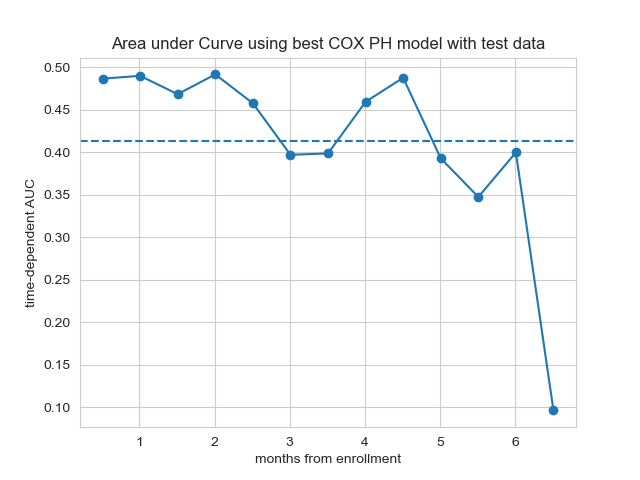 Area under Curve using best COX PH model with test data
time-dependent AUC
0.50
0.45
0.40
0.35
0.30
0.25
0.20
0.15
0.10
1 2 3 4 5 6
months from enrollment